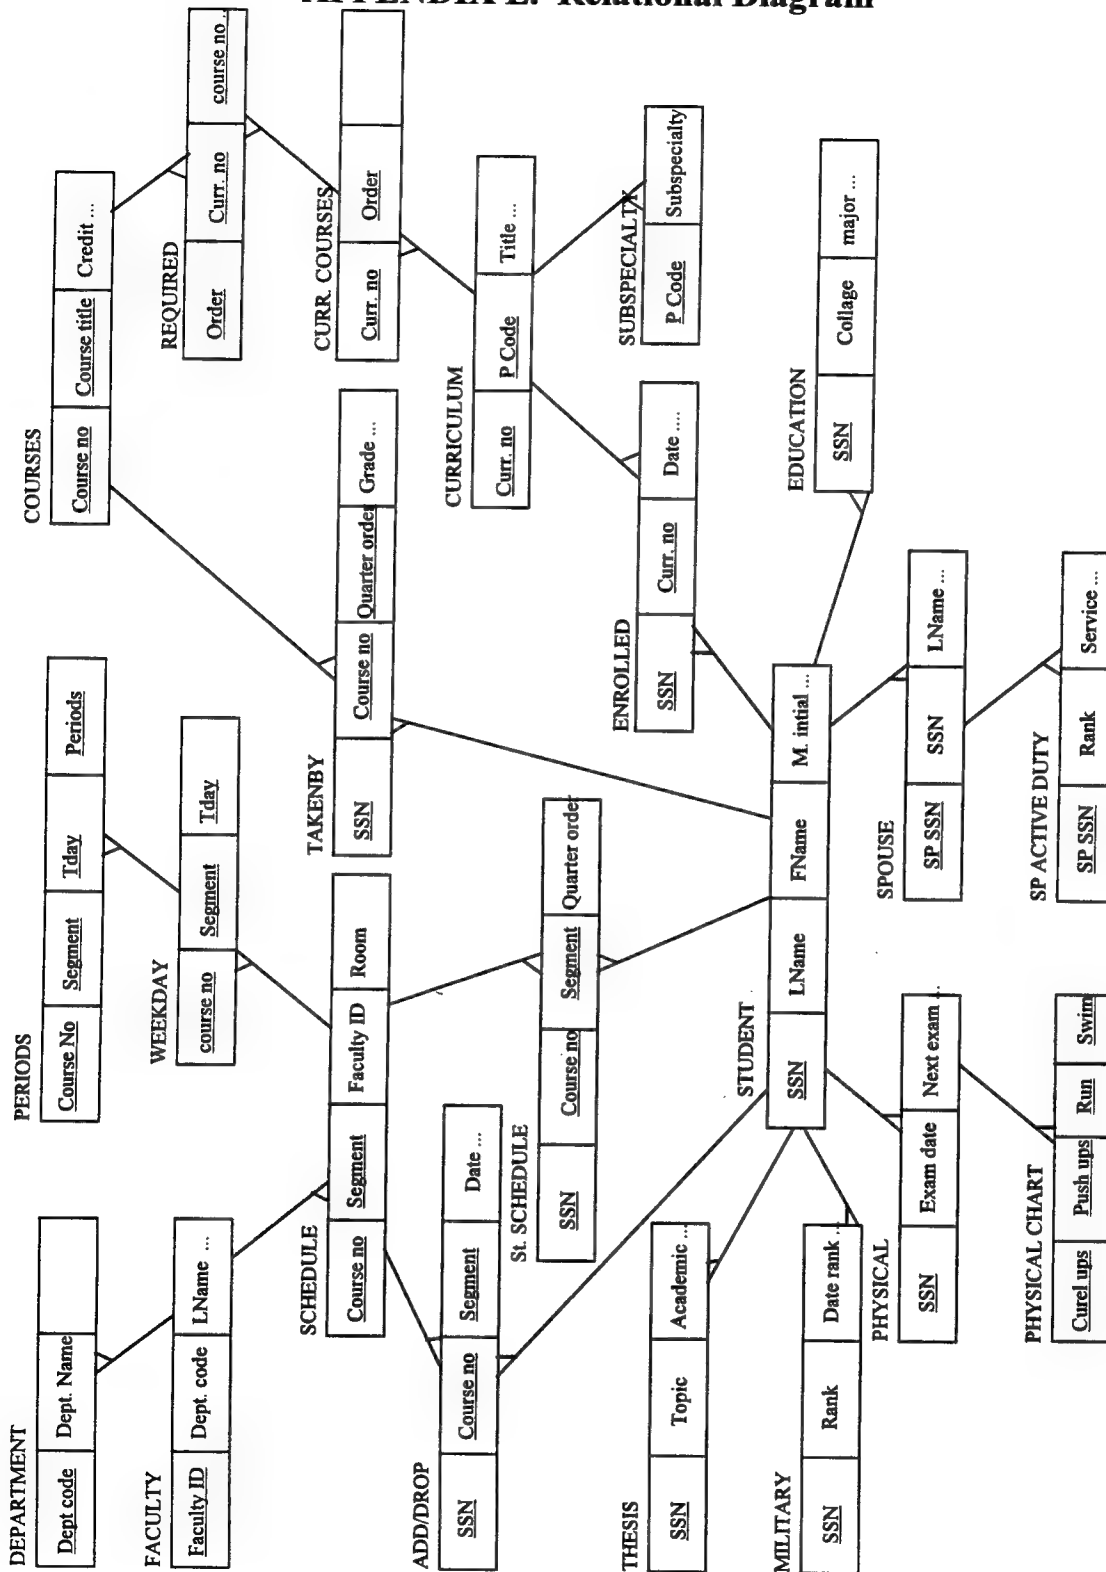 APPENDIX E. Relational Diagram
DEPARTMENT
Dept code Dept. Name
FACULTY
Faculty ID Dept. code LName ...
PERIODS
Course No Segment Tday Periods
WEEKDAY
course no Segment Tday
COURSES
Course no Course title Credit ...
REQUIRED
Order Curr. no course no..
SCHEDULE
Course no Segment Faculty ID Room
TAKENBY
SSN Course no Quarter order Grade ...
CURR. COURSES
Curr. no Order
ADD/DROP
SSN Course no Segment Date ...
St. SCHEDULE
SSN Course no Segment Quarter order
CURRICULUM
Curr. no P Code Title ...
ENROLLED
SSN Curr. no Date ....
SUBSPECIALTY
P Code Subspecialty
THESIS
SSN Topic Academic ...
STUDENT
SSN LName FName M. intial ...
EDUCATION
SSN Collage major ...
MILITARY
SSN Rank Date rank ...
PHYSICAL
SSN Exam date Next exam ...
SPOUSE
SP SSN SSN LName ...
PHYSICAL CHART
Curel ups Push ups Run Swim
SP ACTIVE DUTY
SP SSN Rank Service ...